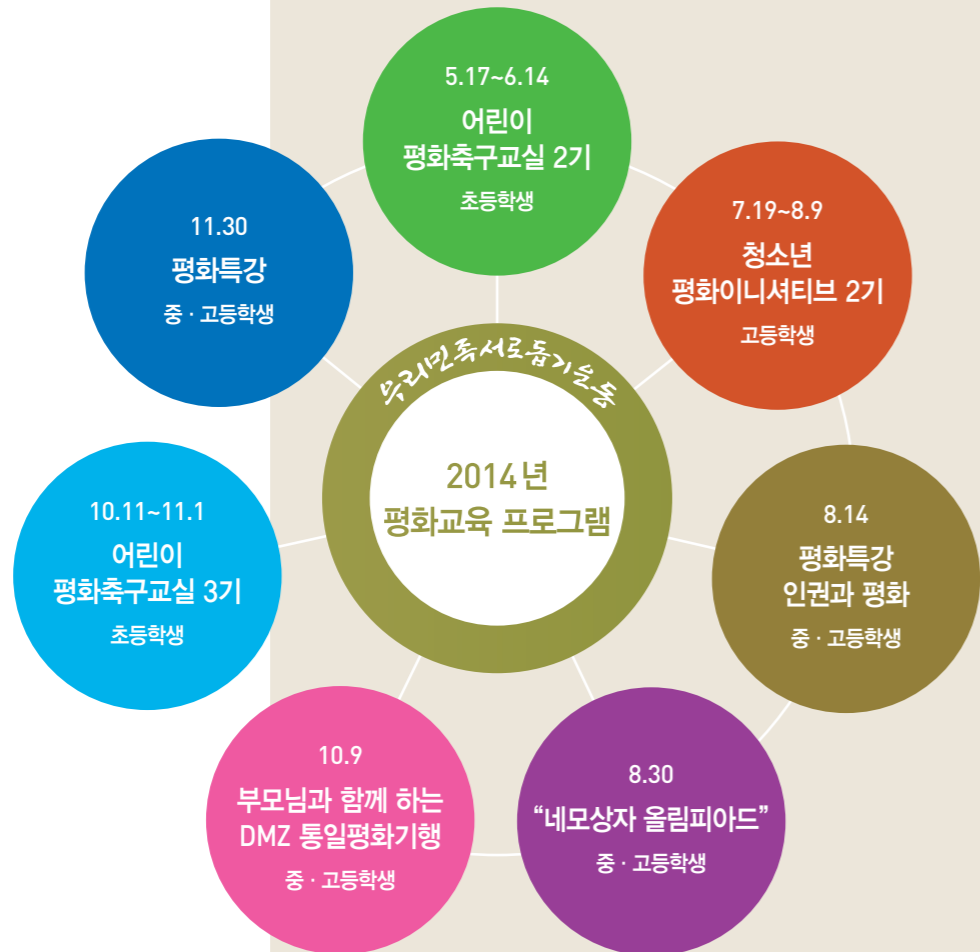 우리민족서로돕기운동
2014년
평화교육 프로그램
5.17~6.14
어린이
평화축구교실 2기
초등학생
7.19~8.9
청소년
평화이니셔티브 2기
고등학생
8.14
평화특강
인권과 평화
중 · 고등학생
8.30
“네모상자 올림피아드”
중 · 고등학생
10.9
부모님과 함께 하는
DMZ 통일평화기행
중 · 고등학생
10.11~11.1
어린이
평화축구교실 3기
초등학생
11.30
평화특강
중 · 고등학생